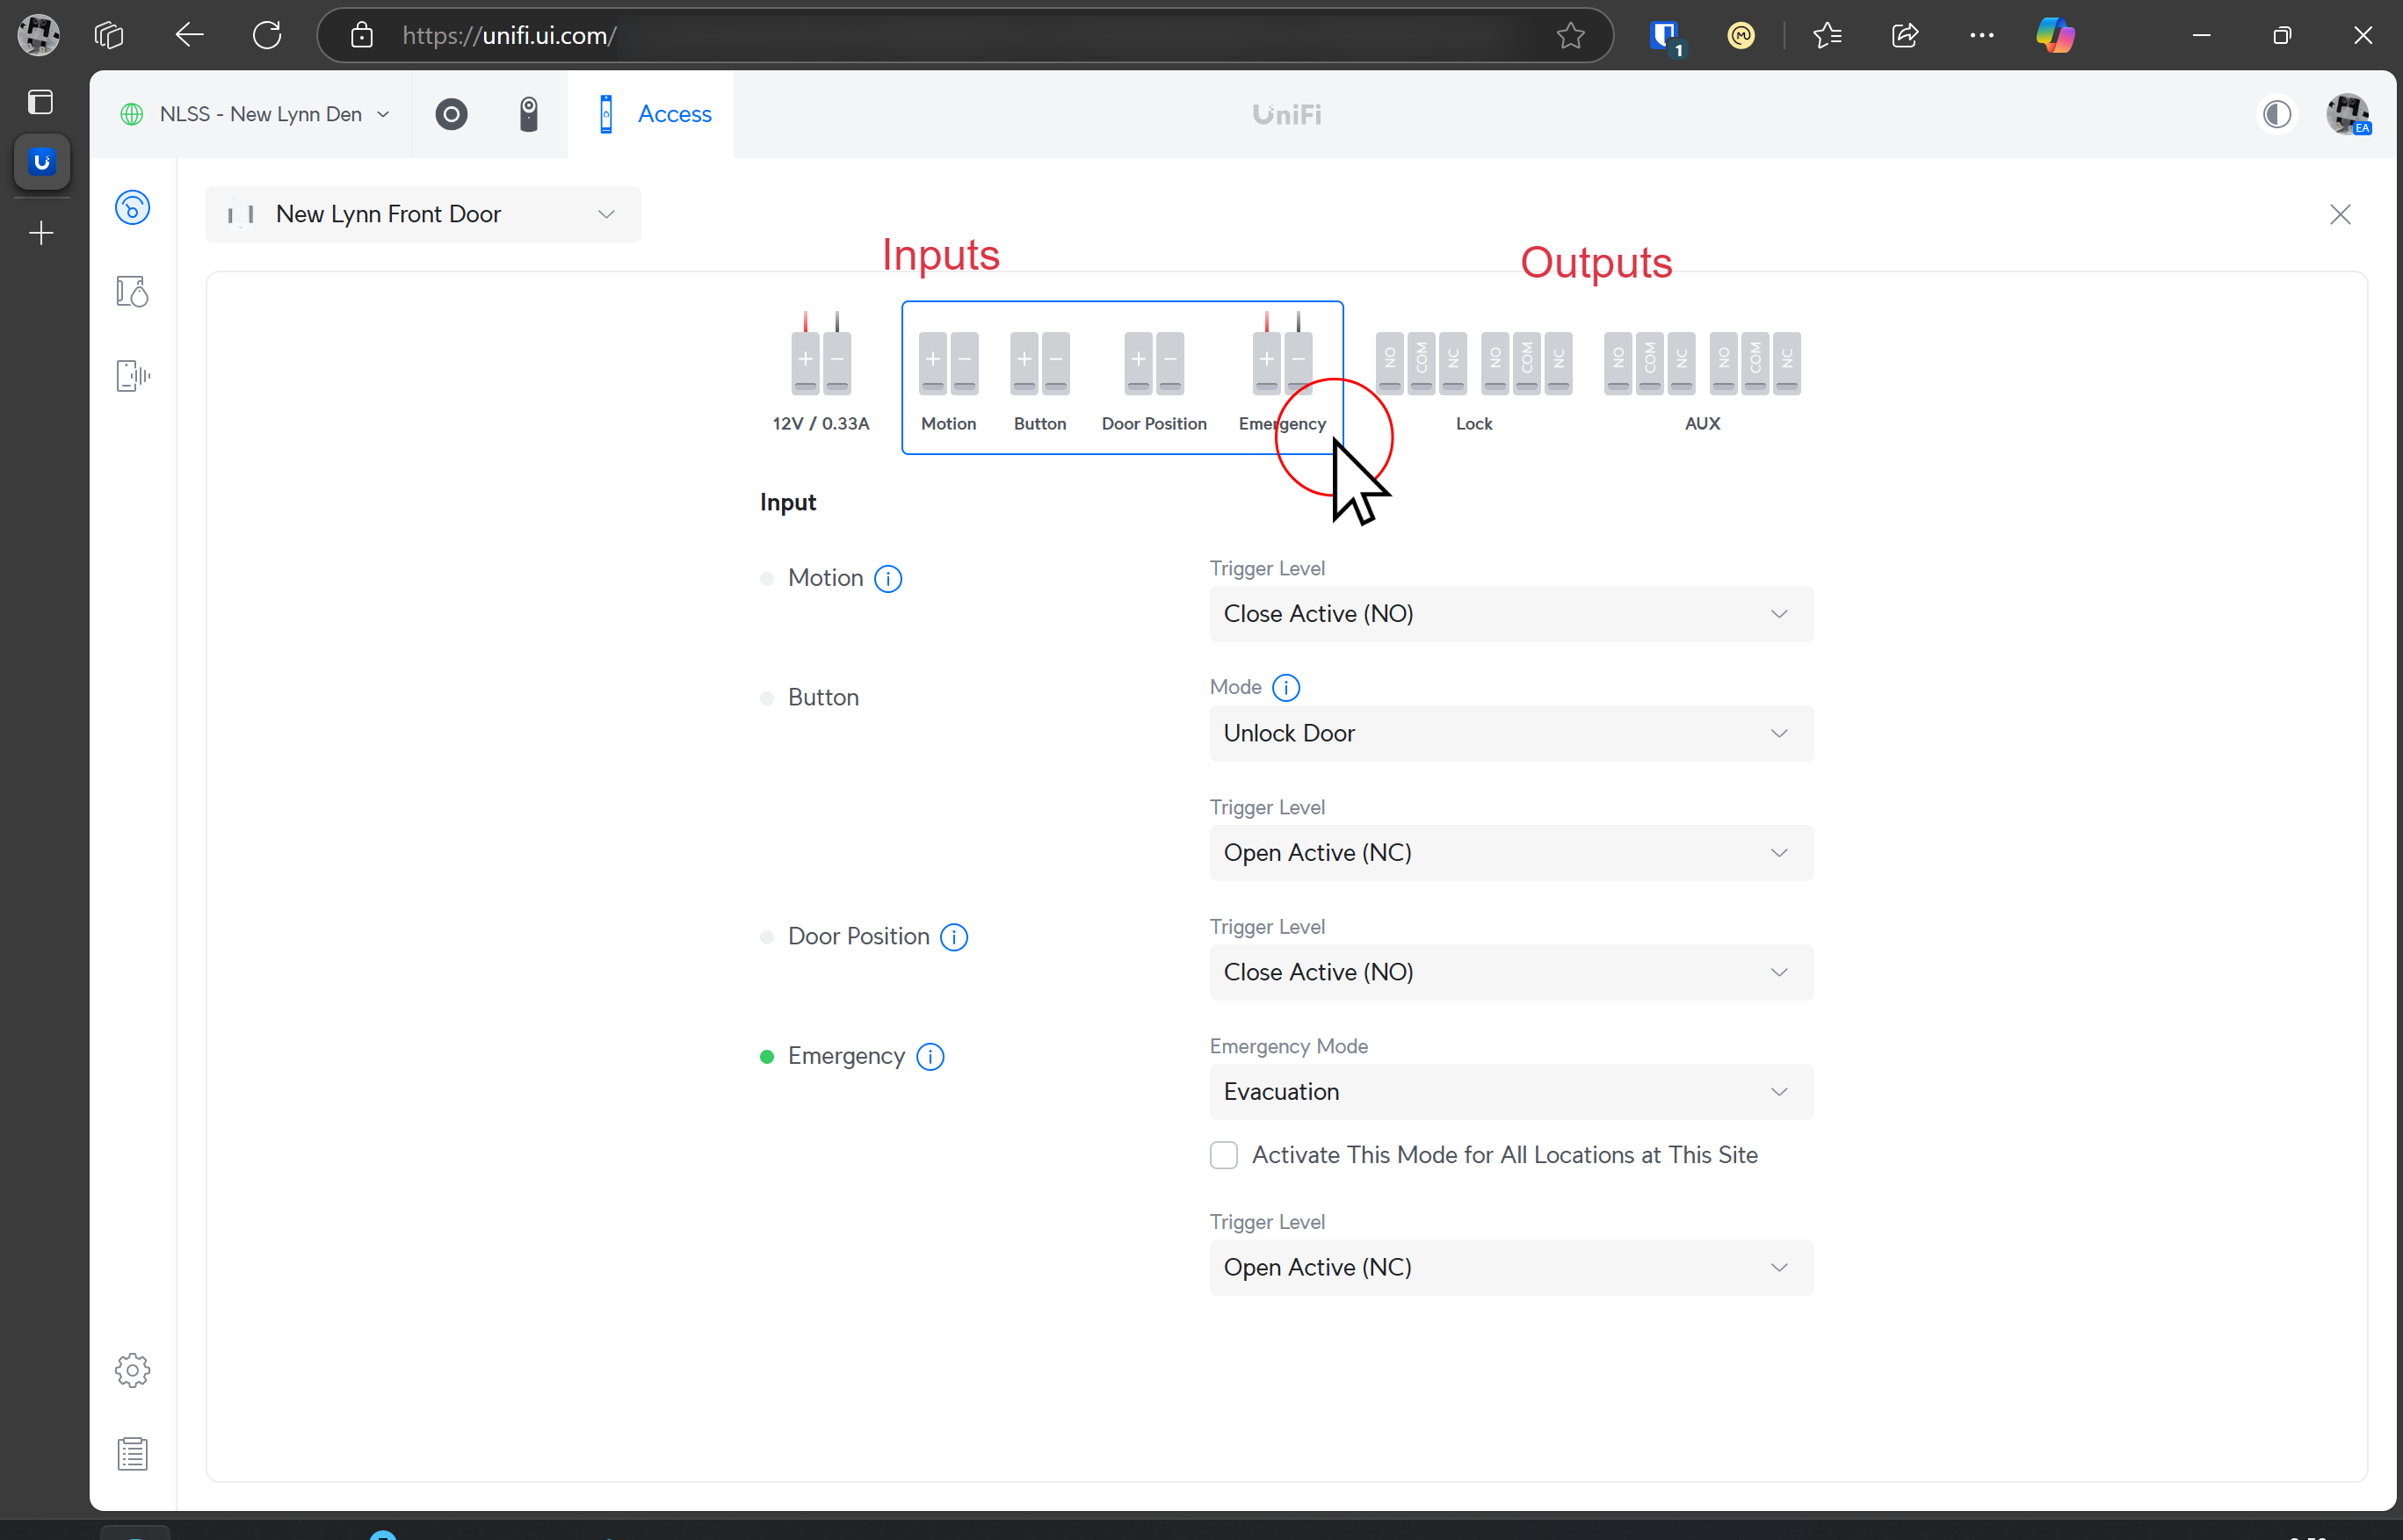 https://unifi.ui.com/
1
NLSS - New Lynn Den
Access
UniFi
EA
New Lynn Front Door
Inputs
Outputs
+ − + − + − + − + − NO COM NC NO COM NC NO COM NC NO COM NC
12V / 0.33A Motion Button Door Position Emergency Lock AUX
Input
Motion
Trigger Level
Close Active (NO)
Button
Mode
Unlock Door
Trigger Level
Open Active (NC)
Door Position
Trigger Level
Close Active (NO)
Emergency
Emergency Mode
Evacuation
Activate This Mode for All Locations at This Site
Trigger Level
Open Active (NC)